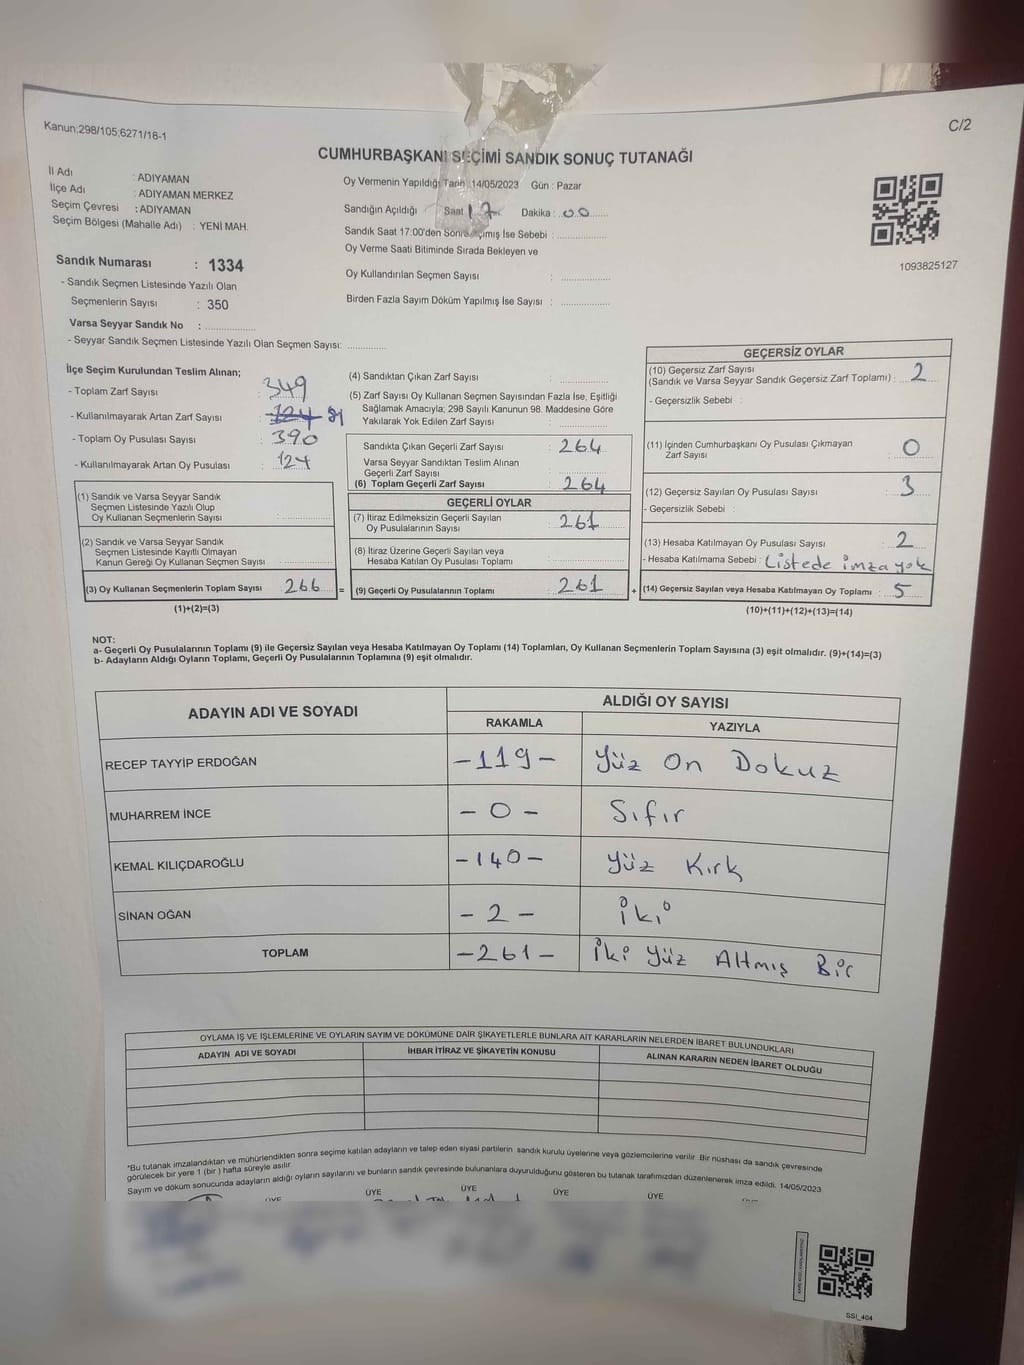 Kanun;298/105;6271/18-1
C/2
CUMHURBAŞKANI SEÇİMİ SANDIK SONUÇ TUTANAĞI
İl Adı : ADIYAMAN
İlçe Adı : ADIYAMAN MERKEZ
Seçim Çevresi : ADIYAMAN
Seçim Bölgesi (Mahalle Adı) : YENİ MAH.
Oy Vermenin Yapıldığı Tarih :14/05/2023 Gün : Pazar
Sandığın Açıldığı Saat 17 Dakika : 00
Sandık Saat 17:00'den Sonra Açılmış İse Sebebi :
Oy Verme Saati Bitiminde Sırada Bekleyen ve
Oy Kullandırılan Seçmen Sayısı :
Birden Fazla Sayım Döküm Yapılmış İse Sayısı :
1093825127
Sandık Numarası : 1334
- Sandık Seçmen Listesinde Yazılı Olan
Seçmenlerin Sayısı : 350
Varsa Seyyar Sandık No :
- Seyyar Sandık Seçmen Listesinde Yazılı Olan Seçmen Sayısı:
İlçe Seçim Kurulundan Teslim Alınan;
- Toplam Zarf Sayısı : 349
- Kullanılmayarak Artan Zarf Sayısı : 124
- Toplam Oy Pusulası Sayısı : 390
- Kullanılmayarak Artan Oy Pusulası : 124
(1) Sandık ve Varsa Seyyar Sandık
Seçmen Listesinde Yazılı Olup
Oy Kullanan Seçmenlerin Sayısı :
(2) Sandık ve Varsa Seyyar Sandık
Seçmen Listesinde Kayıtlı Olmayan
Kanun Gereği Oy Kullanan Seçmen Sayısı :
(3) Oy Kullanan Seçmenlerin Toplam Sayısı : 266 =
(1)+(2)=(3)
(4) Sandıktan Çıkan Zarf Sayısı :
(5) Zarf Sayısı Oy Kullanan Seçmen Sayısından Fazla İse, Eşitliği
Sağlamak Amacıyla; 298 Sayılı Kanunun 98. Maddesine Göre
Yakılarak Yok Edilen Zarf Sayısı :
Sandıkta Çıkan Geçerli Zarf Sayısı : 264
Varsa Seyyar Sandıktan Teslim Alınan
Geçerli Zarf Sayısı :
(6) Toplam Geçerli Zarf Sayısı : 264
GEÇERLİ OYLAR
(7) İtiraz Edilmeksizin Geçerli Sayılan
Oy Pusulalarının Sayısı : 261
(8) İtiraz Üzerine Geçerli Sayılan veya
Hesaba Katılan Oy Pusulası Toplamı :
(9) Geçerli Oy Pusulalarının Toplamı : 261 +
GEÇERSİZ OYLAR
(10) Geçersiz Zarf Sayısı
(Sandık ve Varsa Seyyar Sandık Geçersiz Zarf Toplamı) : 2
- Geçersizlik Sebebi :
(11) İçinden Cumhurbaşkanı Oy Pusulası Çıkmayan
Zarf Sayısı : 0
(12) Geçersiz Sayılan Oy Pusulası Sayısı : 3
- Geçersizlik Sebebi :
(13) Hesaba Katılmayan Oy Pusulası Sayısı : 2
- Hesaba Katılmama Sebebi : Listede imza yok
(14) Geçersiz Sayılan veya Hesaba Katılmayan Oy Toplamı : 5
(10)+(11)+(12)+(13)=(14)
NOT:
a- Geçerli Oy Pusulalarının Toplamı (9) ile Geçersiz Sayılan veya Hesaba Katılmayan Oy Toplamı (14) Toplamları, Oy Kullanan Seçmenlerin Toplam Sayısına (3) eşit olmalıdır. (9)+(14)=(3)
b- Adayların Aldığı Oyların Toplamı, Geçerli Oy Pusulalarının Toplamına (9) eşit olmalıdır.
ADAYIN ADI VE SOYADI
ALDIĞI OY SAYISI
RAKAMLA YAZIYLA
RECEP TAYYİP ERDOĞAN -119- Yüz On Dokuz
MUHARREM İNCE - 0 - Sıfır
KEMAL KILIÇDAROĞLU -140- Yüz Kırk
SİNAN OĞAN - 2 - İki
TOPLAM -261- İki Yüz Altmış Bir
OYLAMA İŞ VE İŞLEMLERİNE VE OYLARIN SAYIM VE DÖKÜMÜNE DAİR ŞİKAYETLERLE BUNLARA AİT KARARLARIN NELERDEN İBARET BULUNDUKLARI
ADAYIN ADI VE SOYADI İHBAR İTİRAZ VE ŞİKAYETİN KONUSU ALINAN KARARIN NEDEN İBARET OLDUĞU
*Bu tutanak imzalandıktan ve mühürlendikten sonra seçime katılan adayların ve talep eden siyasi partilerin sandık kurulu üyelerine veya gözlemcilerine verilir. Bir nüshası da sandık çevresinde
görülecek bir yere 1 (bir ) hafta süreyle asılır.
Sayım ve döküm sonucunda adayların aldığı oyların sayılarını ve bunların sandık çevresinde bulunanlara duyurulduğunu gösteren bu tutanak tarafımızdan düzenlenerek imza edildi. 14/05/2023
ÜYE ÜYE ÜYE ÜYE ÜYE
SSI_404